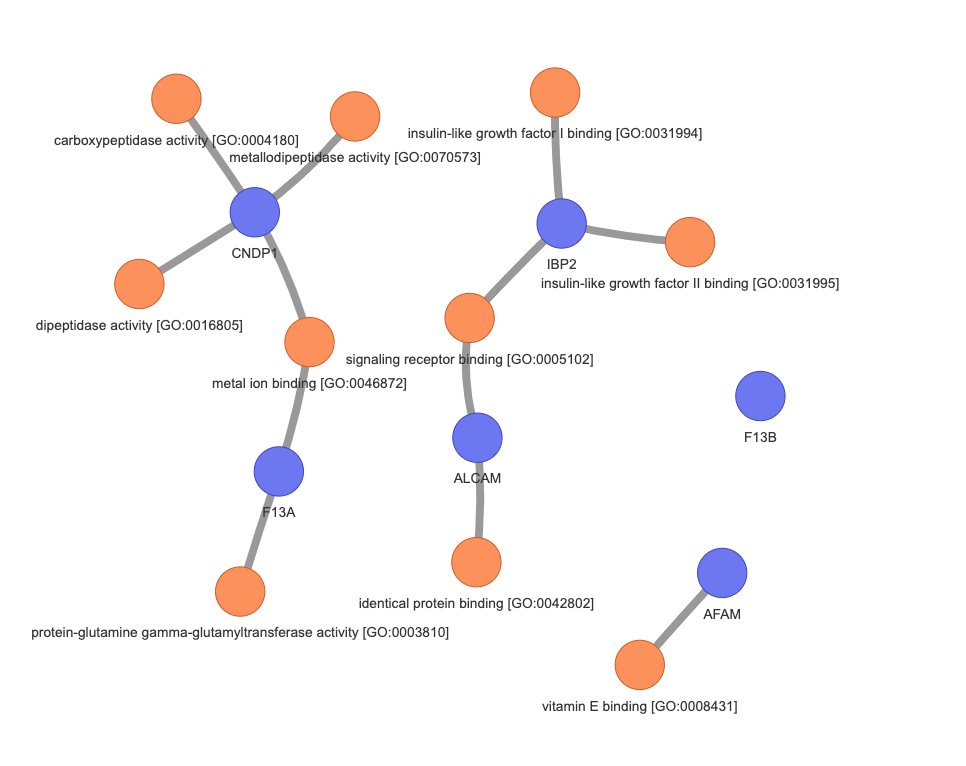 insulin-like growth factor I binding [GO:0031994]
carboxypeptidase activity [GO:0004180]
metallodipeptidase activity [GO:0070573]
CNDP1
IBP2
insulin-like growth factor II binding [GO:0031995]
dipeptidase activity [GO:0016805]
signaling receptor binding [GO:0005102]
metal ion binding [GO:0046872]
F13B
ALCAM
F13A
identical protein binding [GO:0042802]
AFAM
protein-glutamine gamma-glutamyltransferase activity [GO:0003810]
vitamin E binding [GO:0008431]